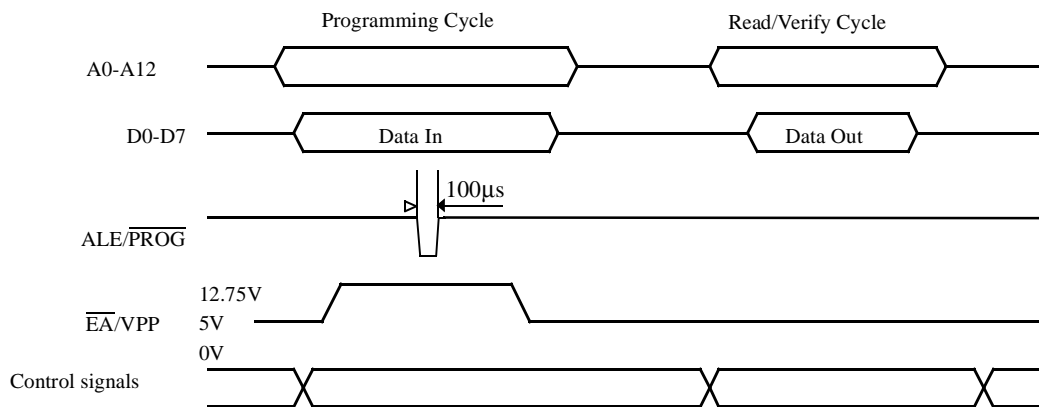 Programming Cycle
Read/Verify Cycle
A0-A12
D0-D7
Data In
Data Out
100μs
ALE/PROG
12.75V
EA/VPP
5V
0V
Control signals